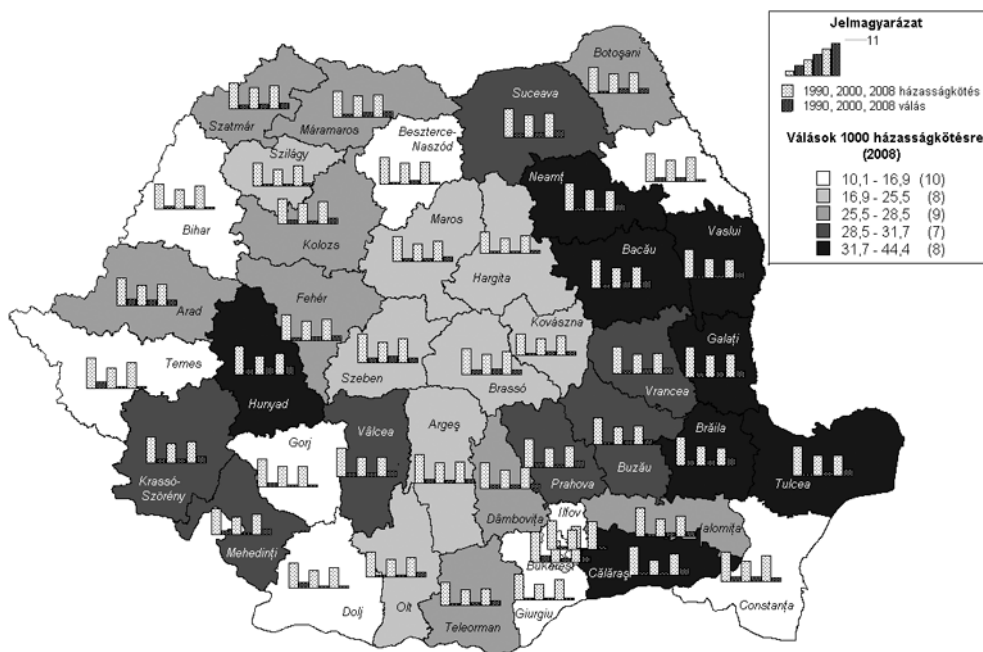 Jelmagyarázat
11
1990, 2000, 2008 házasságkötés
1990, 2000, 2008 válás
Válások 1000 házasságkötésre
(2008)
10,1 - 16,9 (10)
16,9 - 25,5 (8)
25,5 - 28,5 (9)
28,5 - 31,7 (7)
31,7 - 44,4 (8)
Botoşani
Suceava
Szatmár
Máramaros
Beszterce-
Naszód
Szilágy
Neamţ
Bihar
Kolozs
Maros
Hargita
Bacău
Vaslui
Arad
Fehér
Kovászna
Galaţi
Temes
Hunyad
Szeben
Brassó
Vrancea
Gorj
Vâlcea
Argeş
Brăila
Krassó-
Szörény
Prahova
Buzău
Tulcea
Dâmboviţa
Ilfov
Ialomiţa
Mehedinţi
Bukarest
Călăraşi
Dolj
Olt
Teleorman
Giurgiu
Constanţa